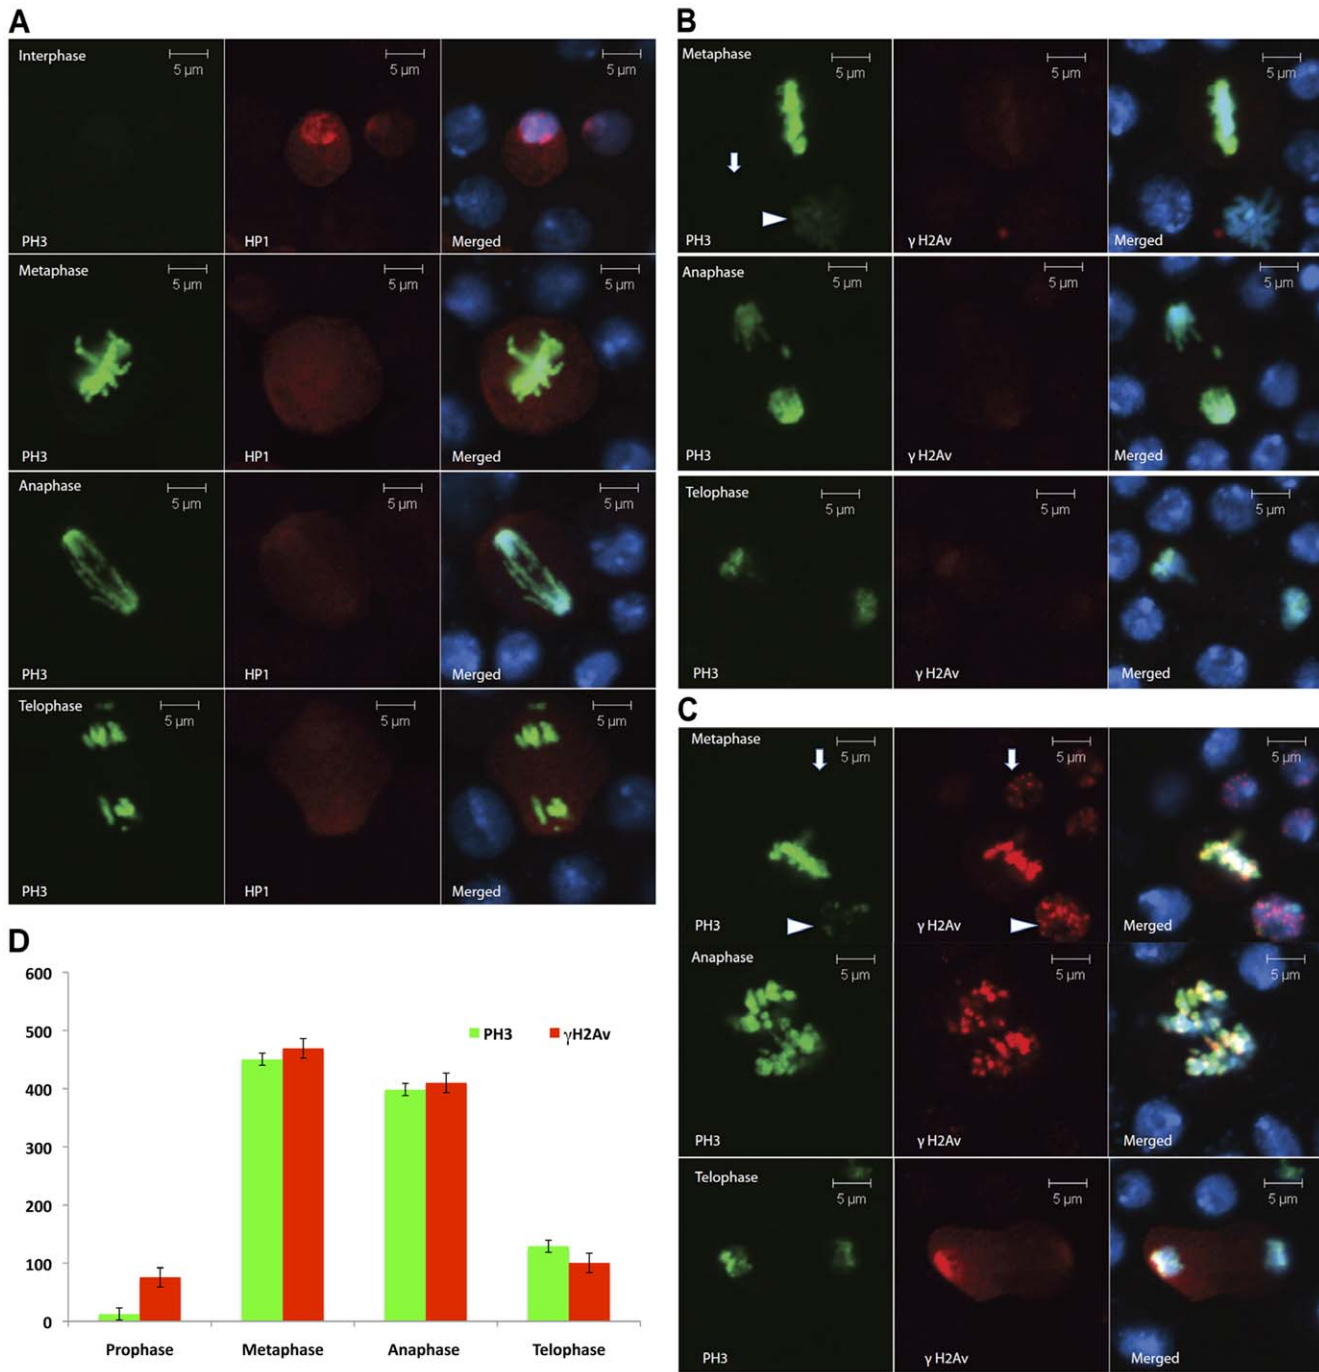 A
Interphase
5 µm
5 µm
5 µm
PH3
HP1
Merged
Metaphase
5 µm
5 µm
5 µm
PH3
HP1
Merged
Anaphase
5 µm
5 µm
5 µm
PH3
HP1
Merged
Telophase
5 µm
5 µm
5 µm
PH3
HP1
Merged
B
Metaphase
5 µm
5 µm
5 µm
PH3
γ H2Av
Merged
Anaphase
5 µm
5 µm
5 µm
PH3
γ H2Av
Merged
Telophase
5 µm
5 µm
5 µm
PH3
γ H2Av
Merged
C
Metaphase
5 µm
5 µm
5 µm
PH3
γ H2Av
Merged
Anaphase
5 µm
5 µm
5 µm
PH3
γ H2Av
Merged
Telophase
5 µm
5 µm
5 µm
PH3
γ H2Av
Merged
D
600
500
400
300
200
100
0
PH3
γH2Av
Prophase
Metaphase
Anaphase
Telophase